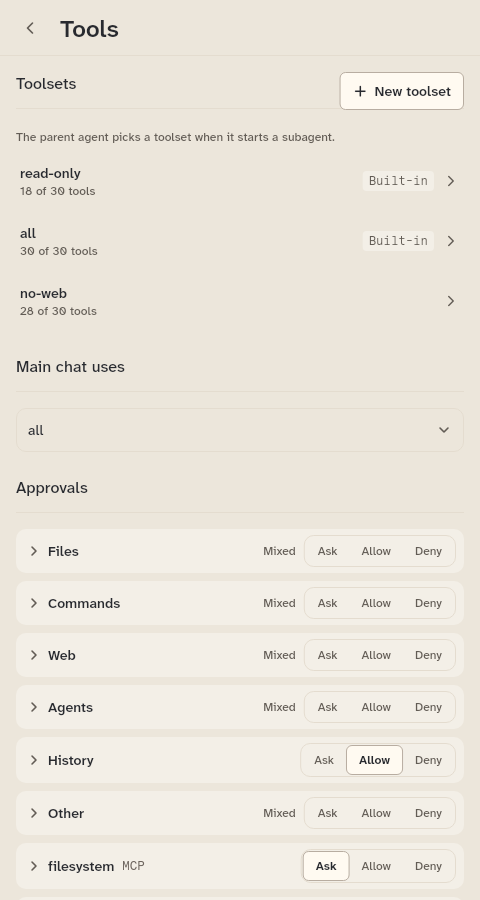 Tools
Toolsets
New toolset
The parent agent picks a toolset when it starts a subagent.
read-only
18 of 30 tools
Built-in
all
30 of 30 tools
Built-in
no-web
28 of 30 tools
Main chat uses
all
Approvals
Files Mixed Ask Allow Deny
Commands Mixed Ask Allow Deny
Web Mixed Ask Allow Deny
Agents Mixed Ask Allow Deny
History Ask Allow Deny
Other Mixed Ask Allow Deny
filesystem MCP Ask Allow Deny